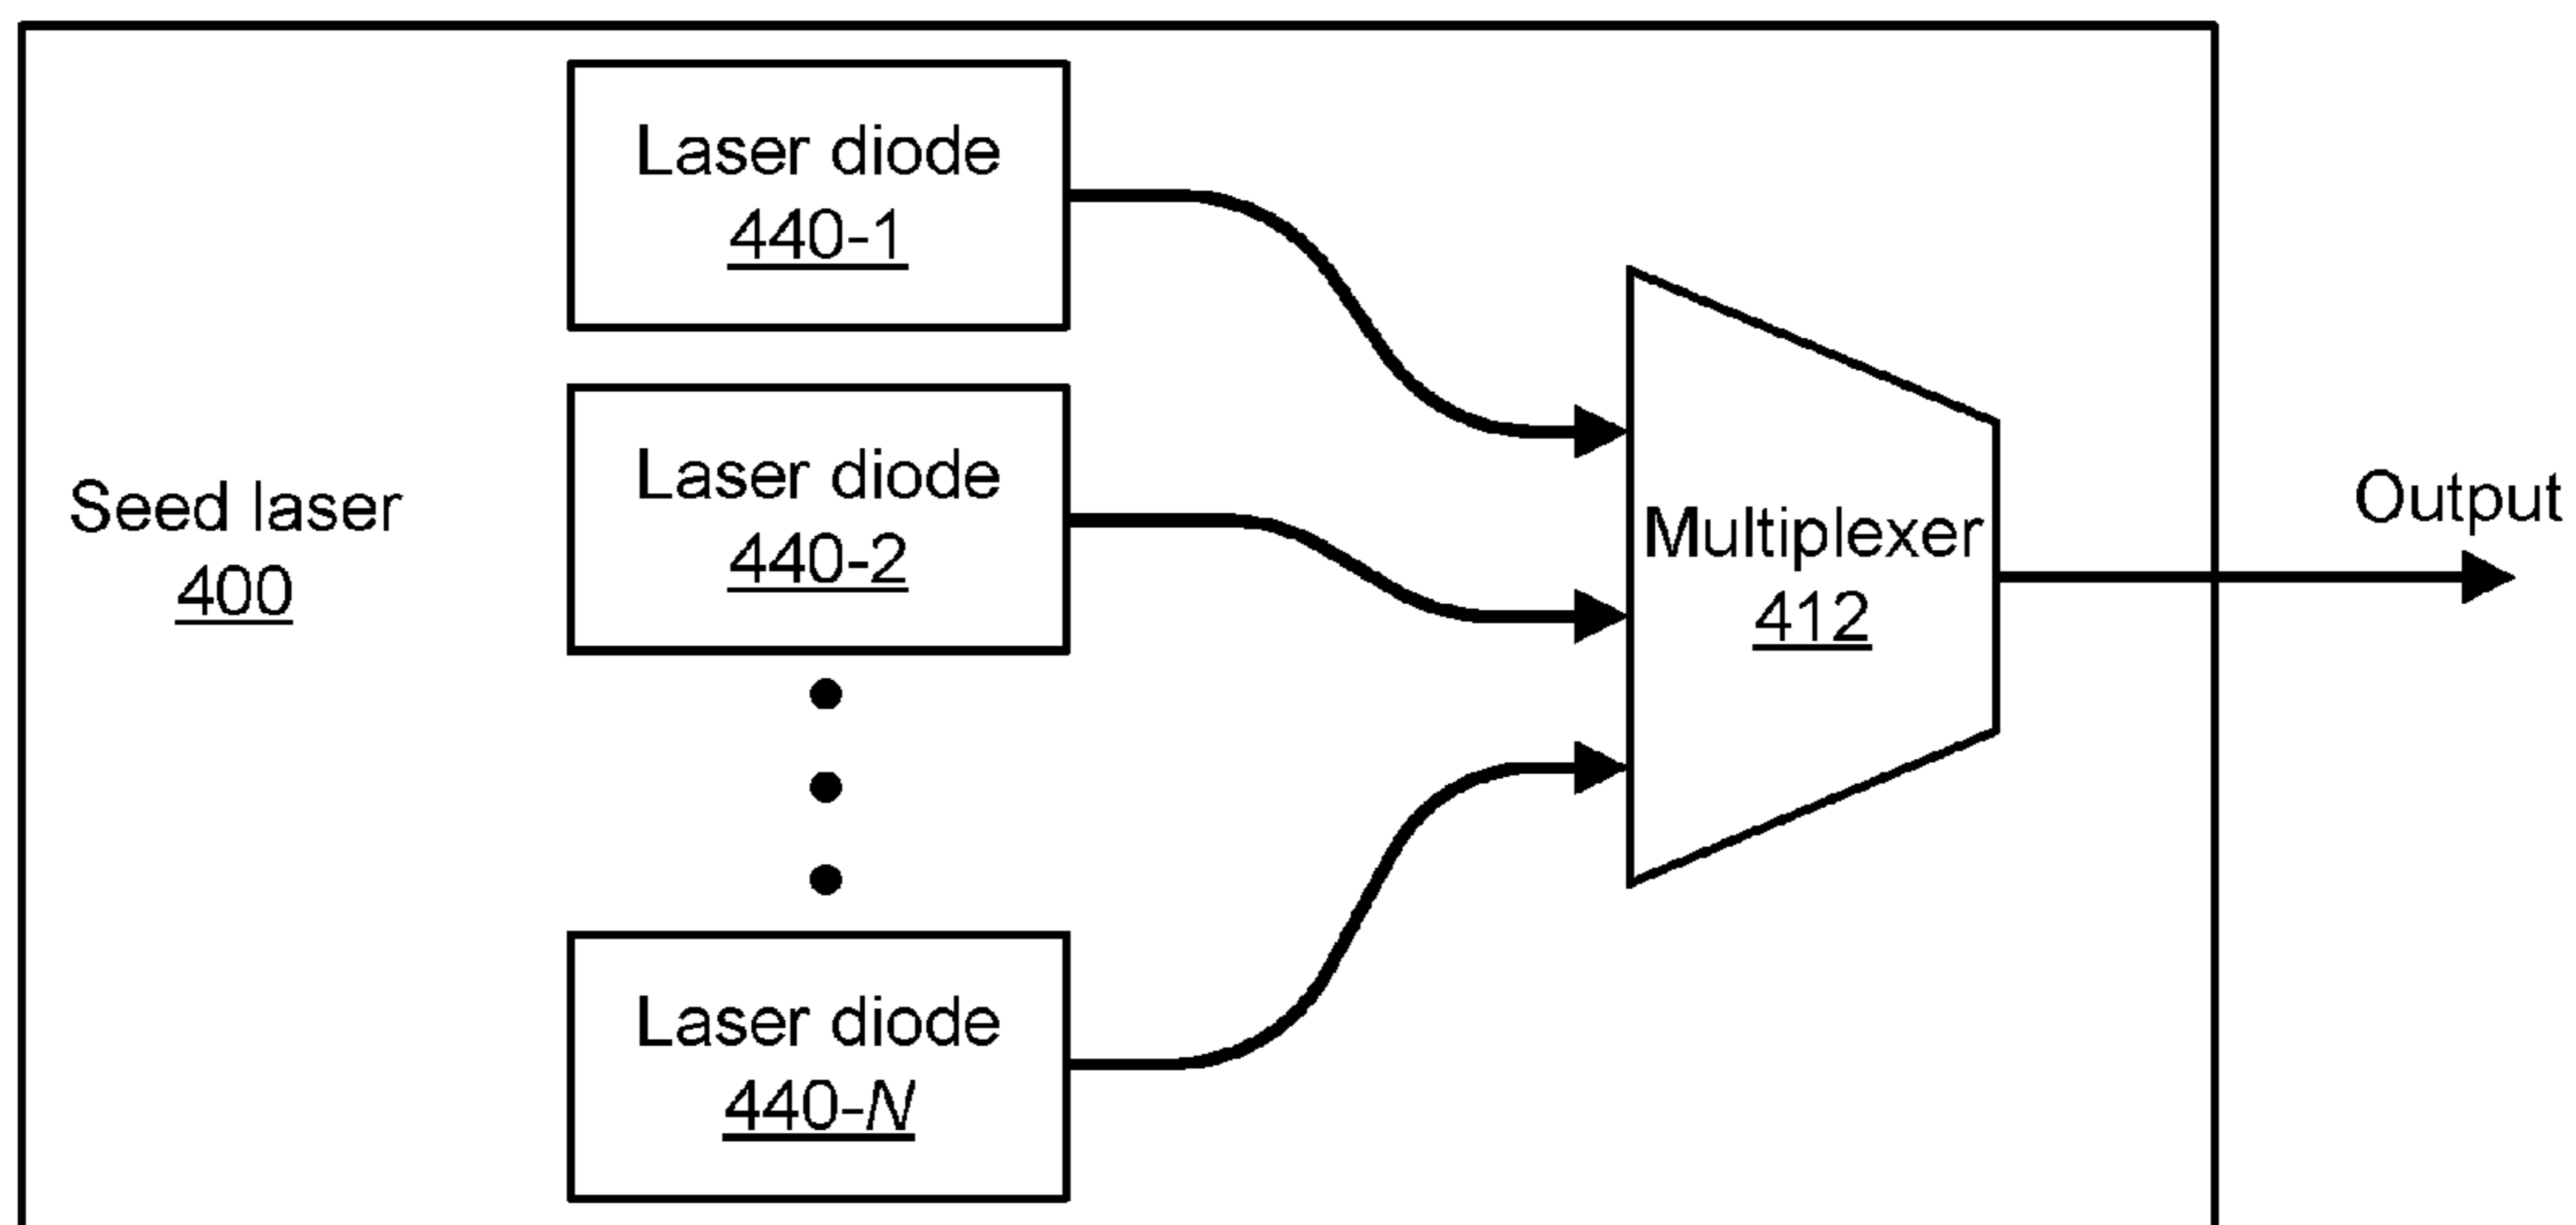 Seed laser
400
Laser diode
440-1
Laser diode
440-2
Laser diode
440-N
Multiplexer
412
Output